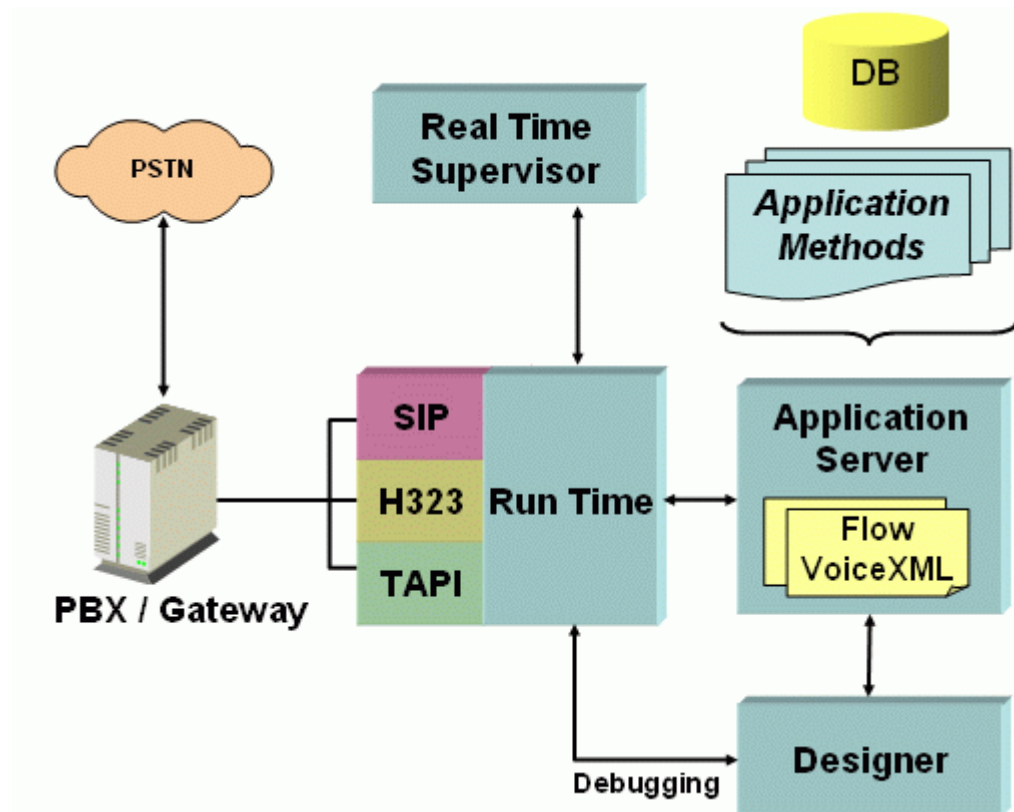 DB
Real Time
Supervisor
PSTN
Application
Methods
SIP
H323
TAPI
Run Time
Application
Server
Flow
VoiceXML
PBX / Gateway
Debugging
Designer